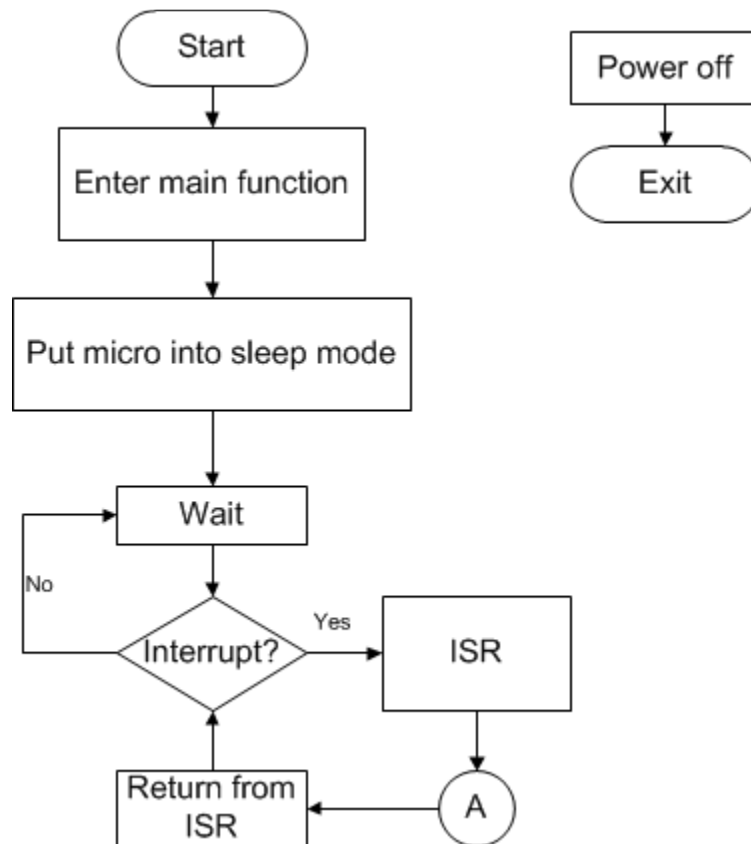 Start
Power off
Enter main function
Exit
Put micro into sleep mode
Wait
No
Interrupt?
Yes
ISR
Return from
ISR
A